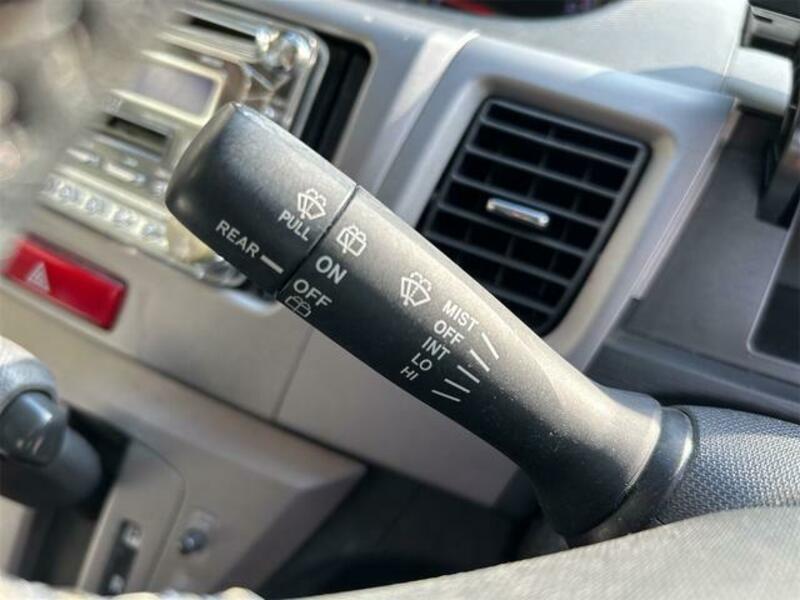 PULL
REAR
ON
OFF
MIST
OFF
INT
LO
HI